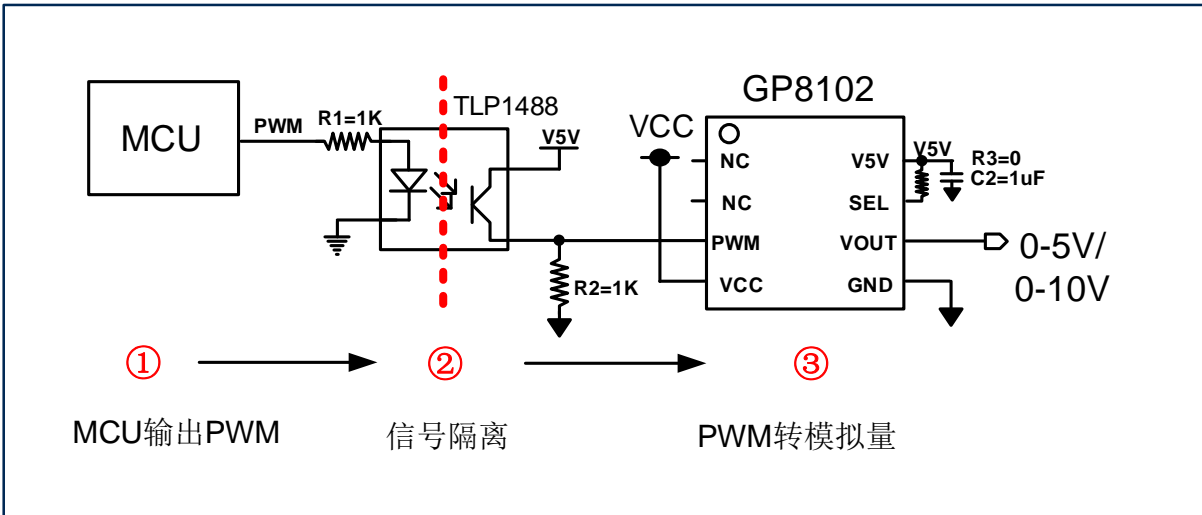 TLP1488
GP8102
MCU
PWM
R1=1K
V5V
VCC
NC
NC
PWM
VCC
V5V
SEL
VOUT
GND
V5V
R3=0
C2=1uF
R2=1K
0-5V/
0-10V
① ② ③
MCU输出PWM
信号隔离
PWM转模拟量